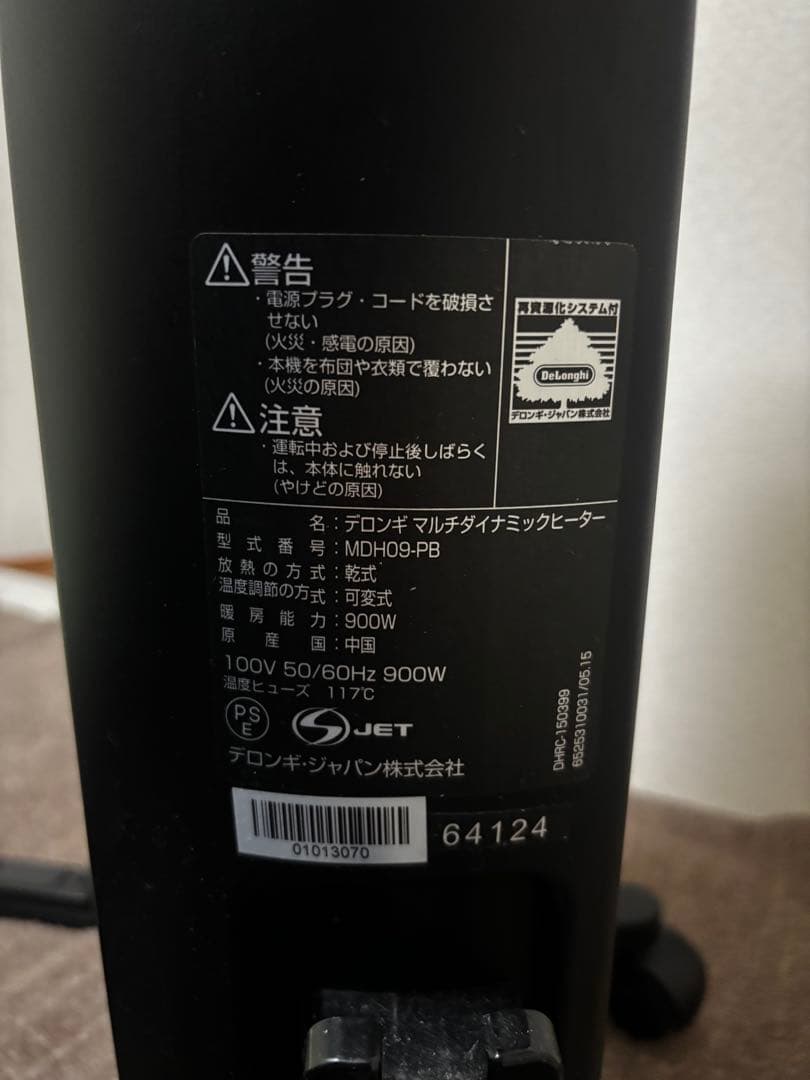 警告
・電源プラグ・コードを破損さ
せない
(火災・感電の原因)
・本機を布団や衣類で覆わない
(火災の原因)
注意
・運転中および停止後しばらく
は、本体に触れない
(やけどの原因)
再資源化システム付
DeLonghi
デロンギ・ジャパン株式会社
品名：デロンギ マルチダイナミックヒーター
型式番号：MDH09-PB
放熱の方式：乾式
温度調節の方式：可変式
暖房能力：900W
原産国：中国
100V 50/60Hz 900W
温度ヒューズ 117℃
PS
E
S JET
デロンギ・ジャパン株式会社
DHRC-150399
6525310031/05.15
01013070
64124